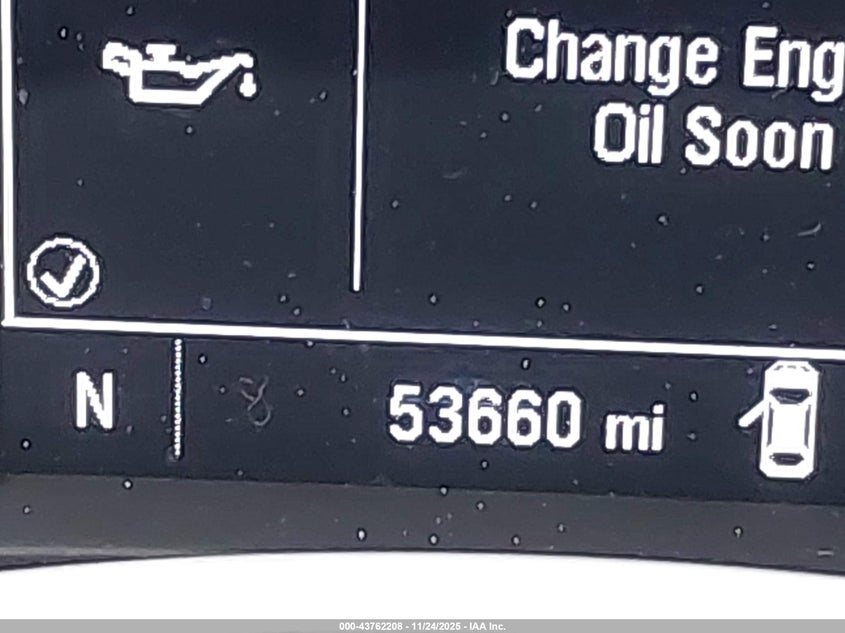 Change Eng
Oil Soon
N
53660 mi
000-43762208 - 11/24/2025 - IAA Inc.